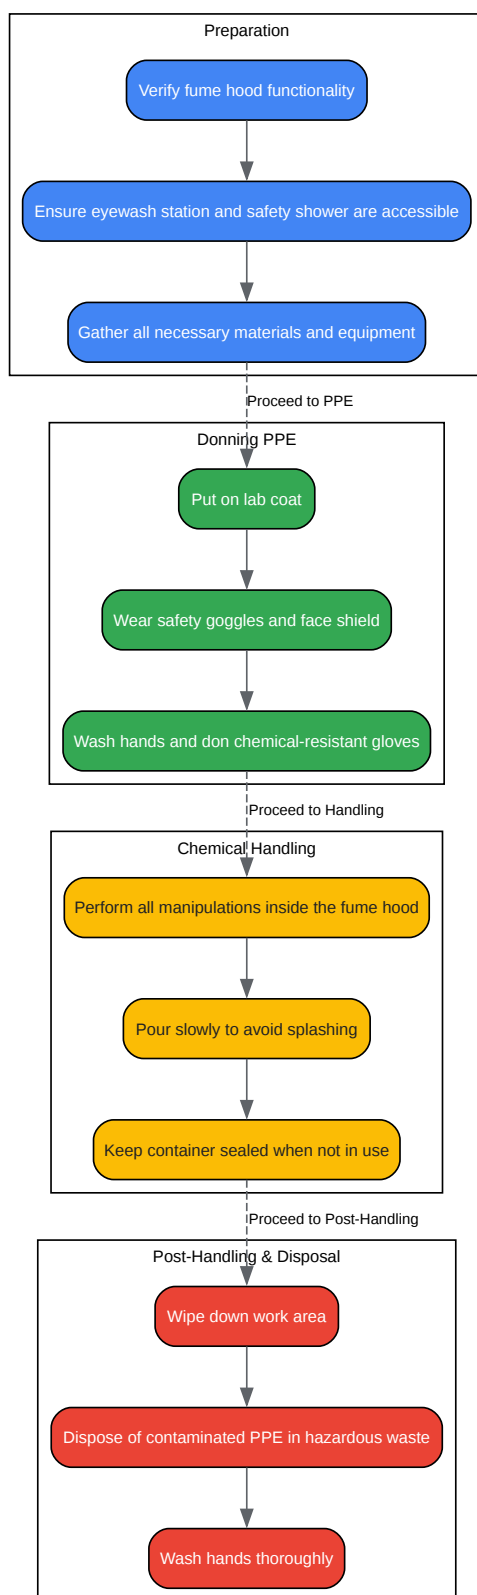 Preparation
Verify fume hood functionality
Ensure eyewash station and safety shower are accessible
Gather all necessary materials and equipment
Proceed to PPE
Donning PPE
Put on lab coat
Wear safety goggles and face shield
Wash hands and don chemical-resistant gloves
Proceed to Handling
Chemical Handling
Perform all manipulations inside the fume hood
Pour slowly to avoid splashing
Keep container sealed when not in use
Proceed to Post-Handling
Post-Handling & Disposal
Wipe down work area
Dispose of contaminated PPE in hazardous waste
Wash hands thoroughly